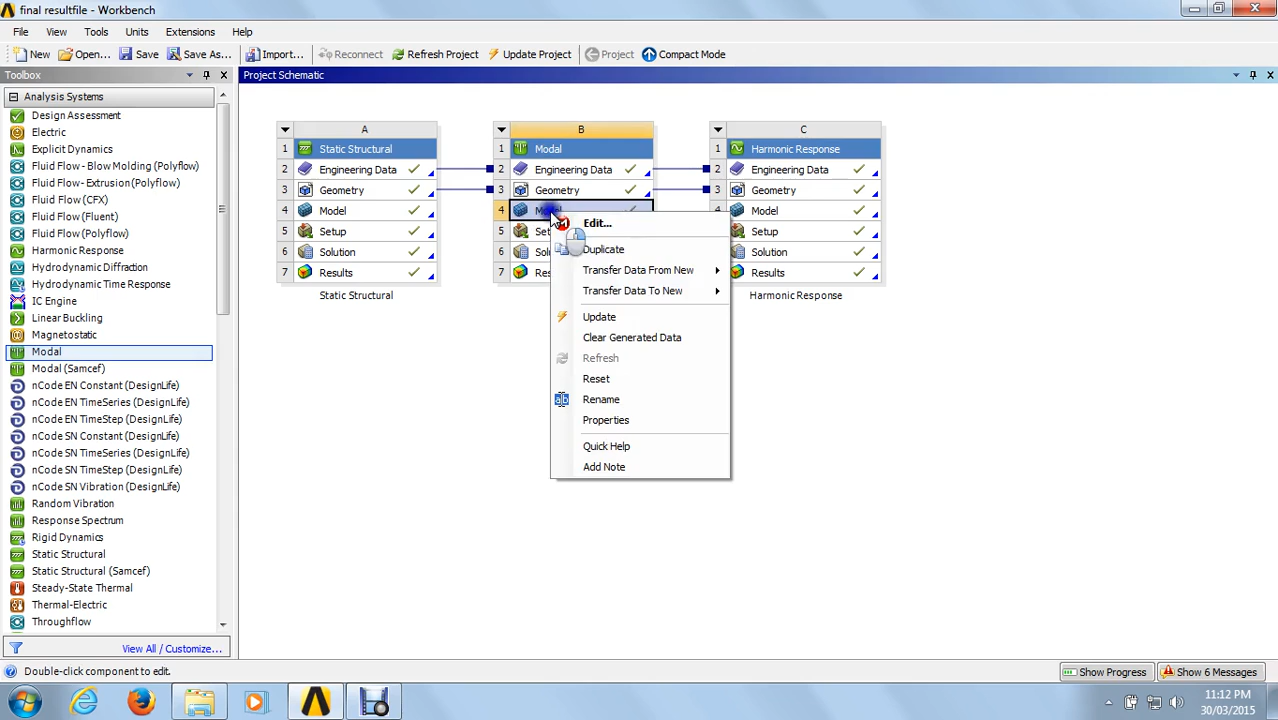 final resultfile - Workbench
File View Tools Units Extensions Help
New Open... Save Save As... Import... Reconnect Refresh Project Update Project Project Compact Mode
Toolbox
Project Schematic
Analysis Systems
Design Assessment
Electric
Explicit Dynamics
Fluid Flow - Blow Molding (Polyflow)
Fluid Flow - Extrusion (Polyflow)
Fluid Flow (CFX)
Fluid Flow (Fluent)
Fluid Flow (Polyflow)
Harmonic Response
Hydrodynamic Diffraction
Hydrodynamic Time Response
IC Engine
Linear Buckling
Magnetostatic
Modal
Modal (Samcef)
nCode EN Constant (DesignLife)
nCode EN TimeSeries (DesignLife)
nCode EN TimeStep (DesignLife)
nCode SN Constant (DesignLife)
nCode SN TimeSeries (DesignLife)
nCode SN TimeStep (DesignLife)
nCode SN Vibration (DesignLife)
Random Vibration
Response Spectrum
Rigid Dynamics
Static Structural
Static Structural (Samcef)
Steady-State Thermal
Thermal-Electric
Throughflow
View All / Customize...
A
1 Static Structural
2 Engineering Data
3 Geometry
4 Model
5 Setup
6 Solution
7 Results
Static Structural
B
1 Modal
2 Engineering Data
3 Geometry
4
5 Set
6 Sol
7 Res
C
1 Harmonic Response
2 Engineering Data
3 Geometry
4 Model
5 Setup
6 Solution
7 Results
Harmonic Response
Edit...
Duplicate
Transfer Data From New
Transfer Data To New
Update
Clear Generated Data
Refresh
Reset
Rename
Properties
Quick Help
Add Note
Double-click component to edit.
Show Progress Show 6 Messages
11:12 PM
30/03/2015